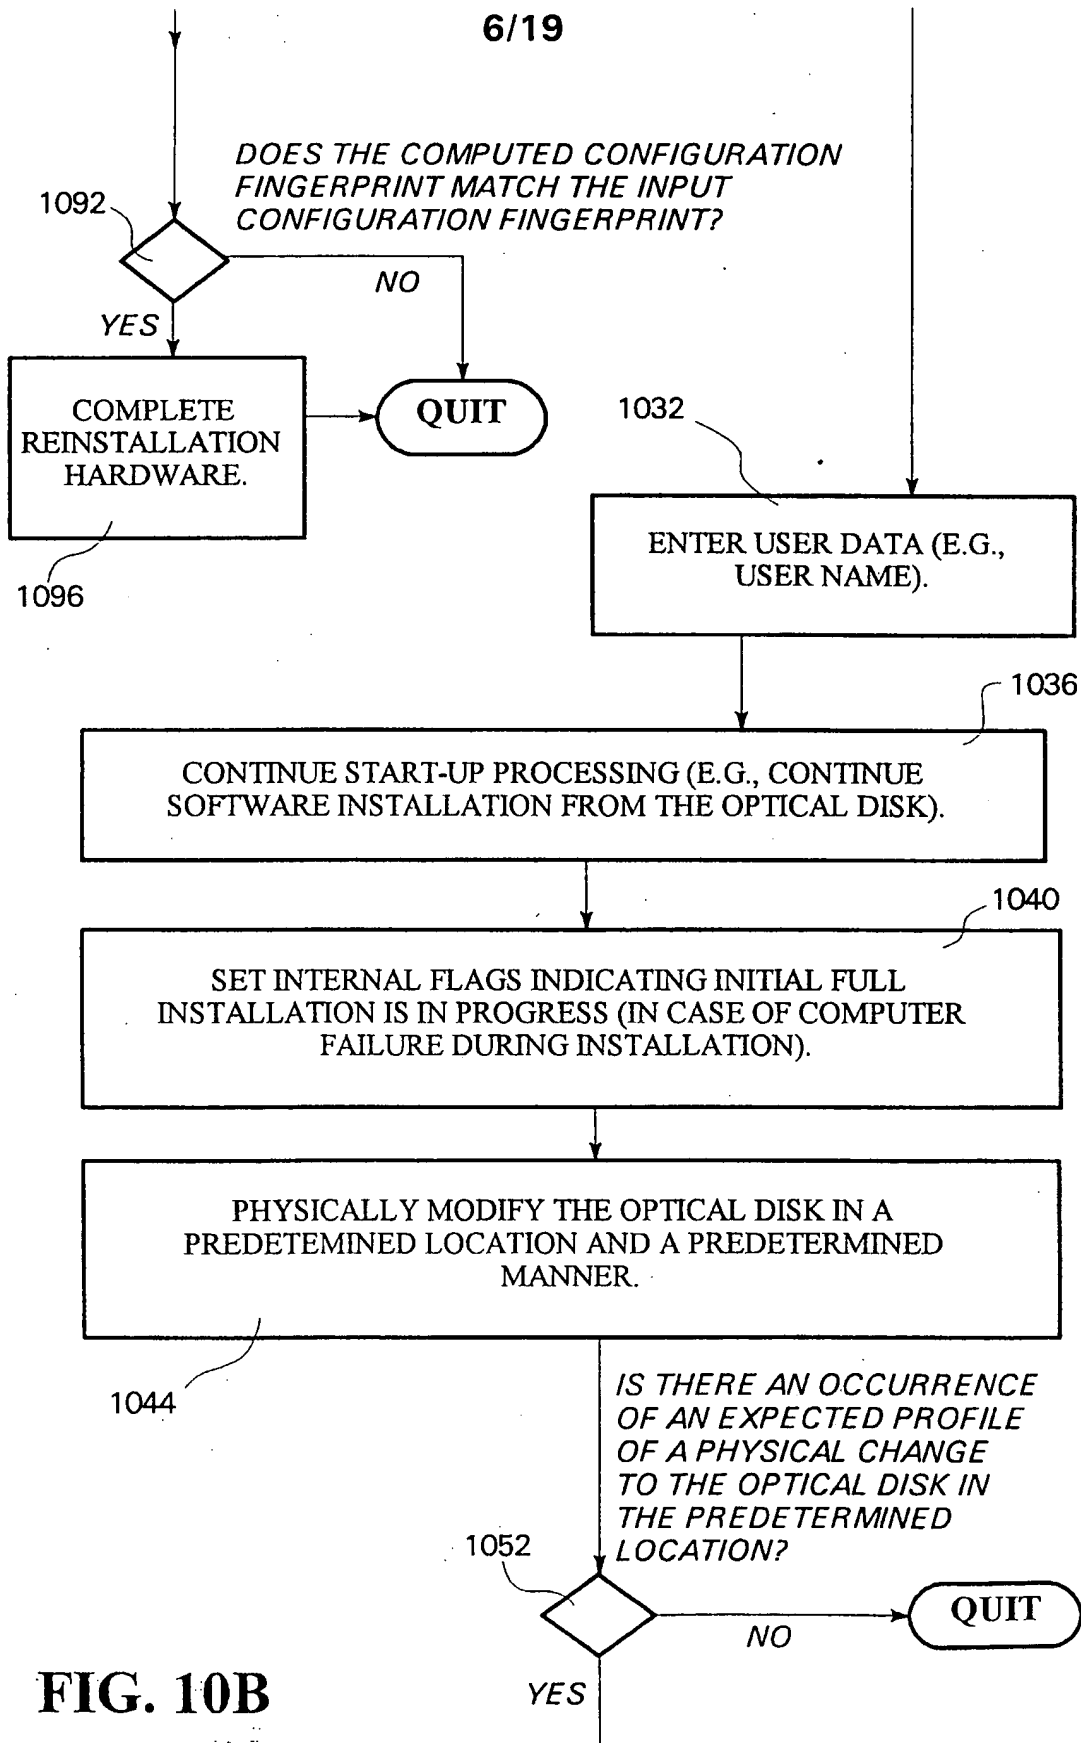 6/19
DOES THE COMPUTED CONFIGURATION
FINGERPRINT MATCH THE INPUT
CONFIGURATION FINGERPRINT?
1092
NO
YES
COMPLETE
REINSTALLATION
HARDWARE.
QUIT
1096
1032
ENTER USER DATA (E.G.,
USER NAME).
1036
CONTINUE START-UP PROCESSING (E.G., CONTINUE
SOFTWARE INSTALLATION FROM THE OPTICAL DISK).
1040
SET INTERNAL FLAGS INDICATING INITIAL FULL
INSTALLATION IS IN PROGRESS (IN CASE OF COMPUTER
FAILURE DURING INSTALLATION).
PHYSICALLY MODIFY THE OPTICAL DISK IN A
PREDETEMINED LOCATION AND A PREDETERMINED
MANNER.
1044
IS THERE AN OCCURRENCE
OF AN EXPECTED PROFILE
OF A PHYSICAL CHANGE
TO THE OPTICAL DISK IN
THE PREDETERMINED
LOCATION?
1052
NO
QUIT
YES
FIG. 10B